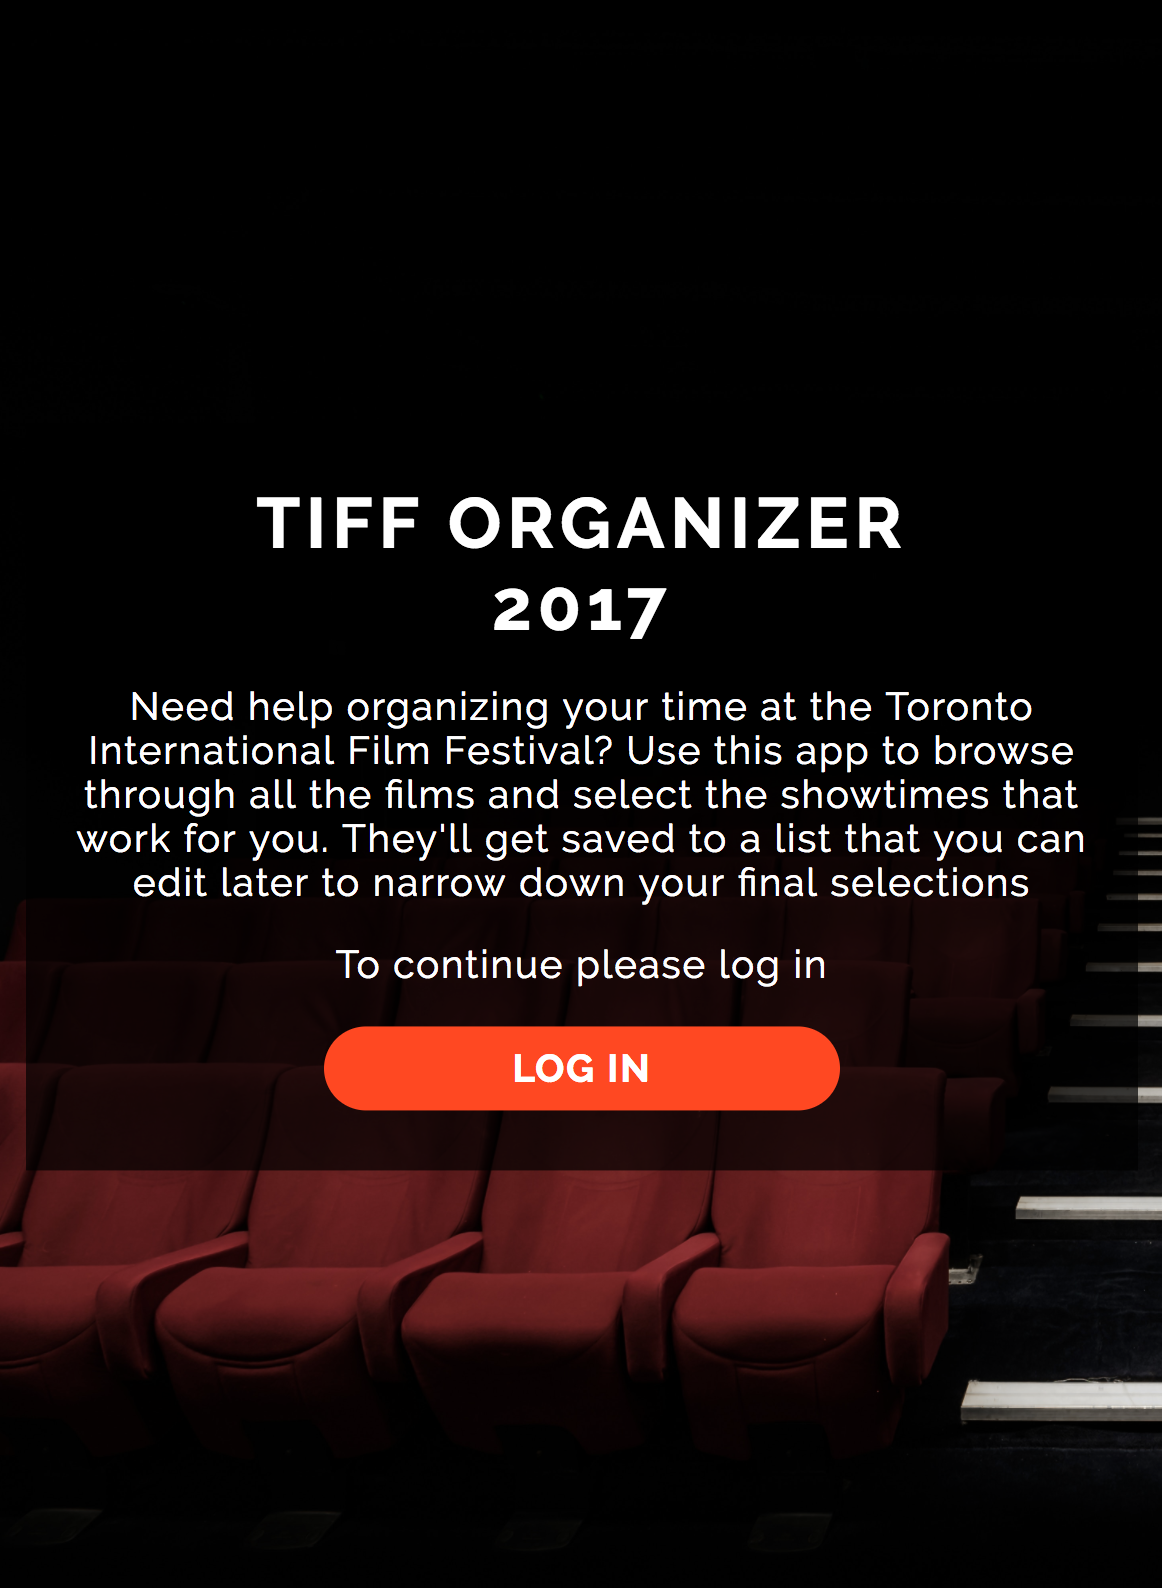 TIFF ORGANIZER
2017
Need help organizing your time at the Toronto
International Film Festival? Use this app to browse
through all the films and select the showtimes that
work for you. They'll get saved to a list that you can
edit later to narrow down your final selections
To continue please log in
LOG IN